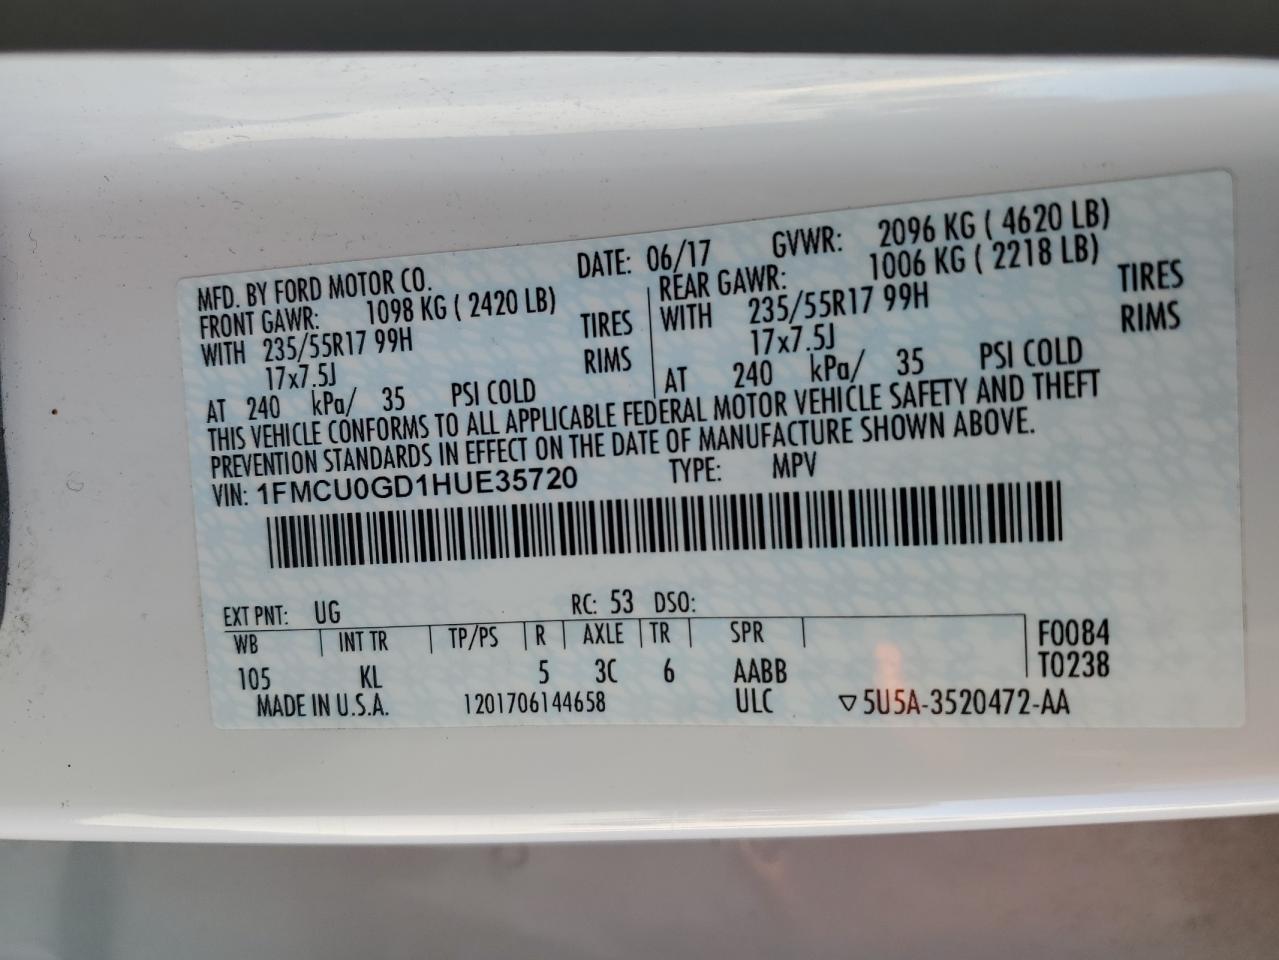 MFD. BY FORD MOTOR CO. DATE: 06/17 GVWR: 2096 KG ( 4620 LB)
FRONT GAWR: 1098 KG ( 2420 LB) REAR GAWR: 1006 KG ( 2218 LB)
WITH 235/55R17 99H TIRES WITH 235/55R17 99H TIRES
17x7.5J RIMS 17x7.5J RIMS
AT 240 kPa/ 35 PSI COLD AT 240 kPa/ 35 PSI COLD
THIS VEHICLE CONFORMS TO ALL APPLICABLE FEDERAL MOTOR VEHICLE SAFETY AND THEFT
PREVENTION STANDARDS IN EFFECT ON THE DATE OF MANUFACTURE SHOWN ABOVE.
VIN: 1FMCU0GD1HUE35720 TYPE: MPV
EXT PNT: UG RC: 53 DSO:
WB INT TR TP/PS R AXLE TR SPR F0084
105 KL 5 3C 6 AABB T0238
MADE IN U.S.A. 1201706144658 ULC ▽5U5A-3520472-AA